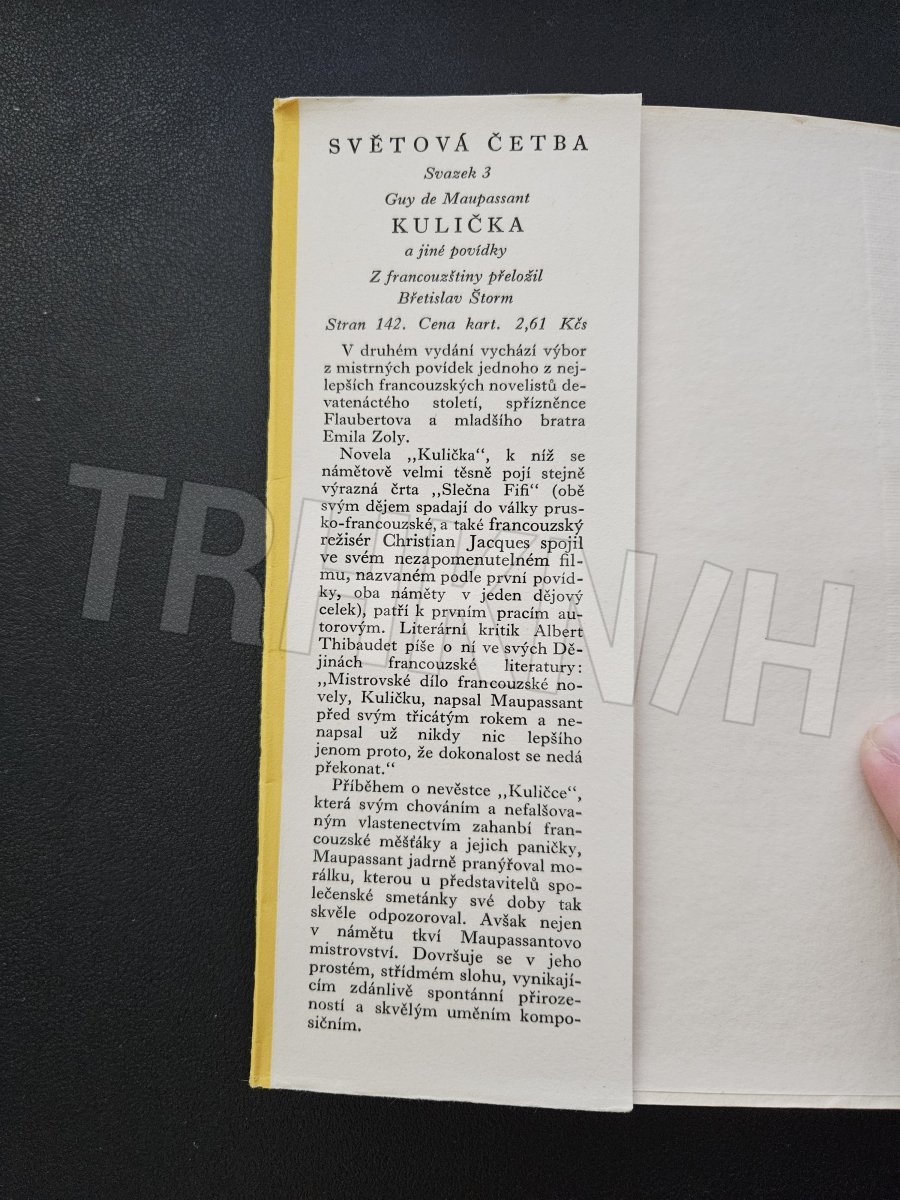 SVĚTOVÁ ČETBA
Svazek 3
Guy de Maupassant
KULIČKA
a jiné povídky
Z francouzštiny přeložil
Břetislav Štorm
Stran 142. Cena kart. 2,61 Kčs
V druhém vydání vychází výbor
z mistrných povídek jednoho z nej-
lepších francouzských novelistů de-
vatenáctého století, spřízněnce
Flaubertova a mladšího bratra
Emila Zoly.
Novela ,,Kulička“, k níž se
námětově velmi těsně pojí stejně
výrazná črta ,,Slečna Fifi“ (obě
svým dějem spadají do války prus-
ko-francouzské, a také francouzský
režisér Christian Jacques spojil
ve svém nezapomenutelném fil-
mu, nazvaném podle první povíd-
ky, oba náměty v jeden dějový
celek), patří k prvním pracím au-
torovým. Literární kritik Albert
Thibaudet píše o ní ve svých Dě-
jinách francouzské literatury:
,,Mistrovské dílo francouzské no-
vely, Kuličku, napsal Maupassant
před svým třicátým rokem a ne-
napsal už nikdy nic lepšího
jenom proto, že dokonalost se nedá
překonat.“
Příběhem o nevěstce ,,Kuličce“,
která svým chováním a nefalšova-
ným vlastenectvím zahanbí fran-
couzské měšťáky a jejich paničky,
Maupassant jadrně pranýřoval mo-
rálku, kterou u představitelů spo-
lečenské smetánky své doby tak
skvěle odpozoroval. Avšak nejen
v námětu tkví Maupassantovo
mistrovství. Dovršuje se v jeho
prostém, střídmém slohu, vynikají-
cím zdánlivě spontánní přiroze-
ností a skvělým uměním kompo-
sičním.
TRHKNIH